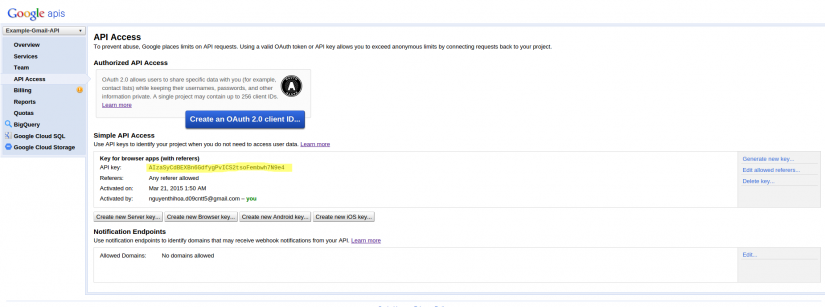 Google apis
Example-Gmail-API
Overview
Services
Team
API Access
Billing
Reports
Quotas
BigQuery
Google Cloud SQL
Google Cloud Storage
API Access
To prevent abuse, Google places limits on API requests. Using a valid OAuth token or API key allows you to exceed anonymous limits by connecting requests back to your project.
Authorized API Access
OAuth 2.0 allows users to share specific data with you (for example,
contact lists) while keeping their usernames, passwords, and other
information private. A single project may contain up to 256 client IDs.
Learn more
Create an OAuth 2.0 client ID...
Simple API Access
Use API keys to identify your project when you do not need to access user data. Learn more
Key for browser apps (with referers)
API key:
Referers: Any referer allowed
Activated on: Mar 21, 2015 1:50 AM
Activated by: nguyenthihoa.d09cntt5@gmail.com – you
Generate new key...
Edit allowed referers...
Delete key...
Create new Server key... Create new Browser key... Create new Android key... Create new iOS key...
Notification Endpoints
Use notification endpoints to identify domains that may receive webhook notifications from your API. Learn more
Allowed Domains: No domains allowed
Edit...